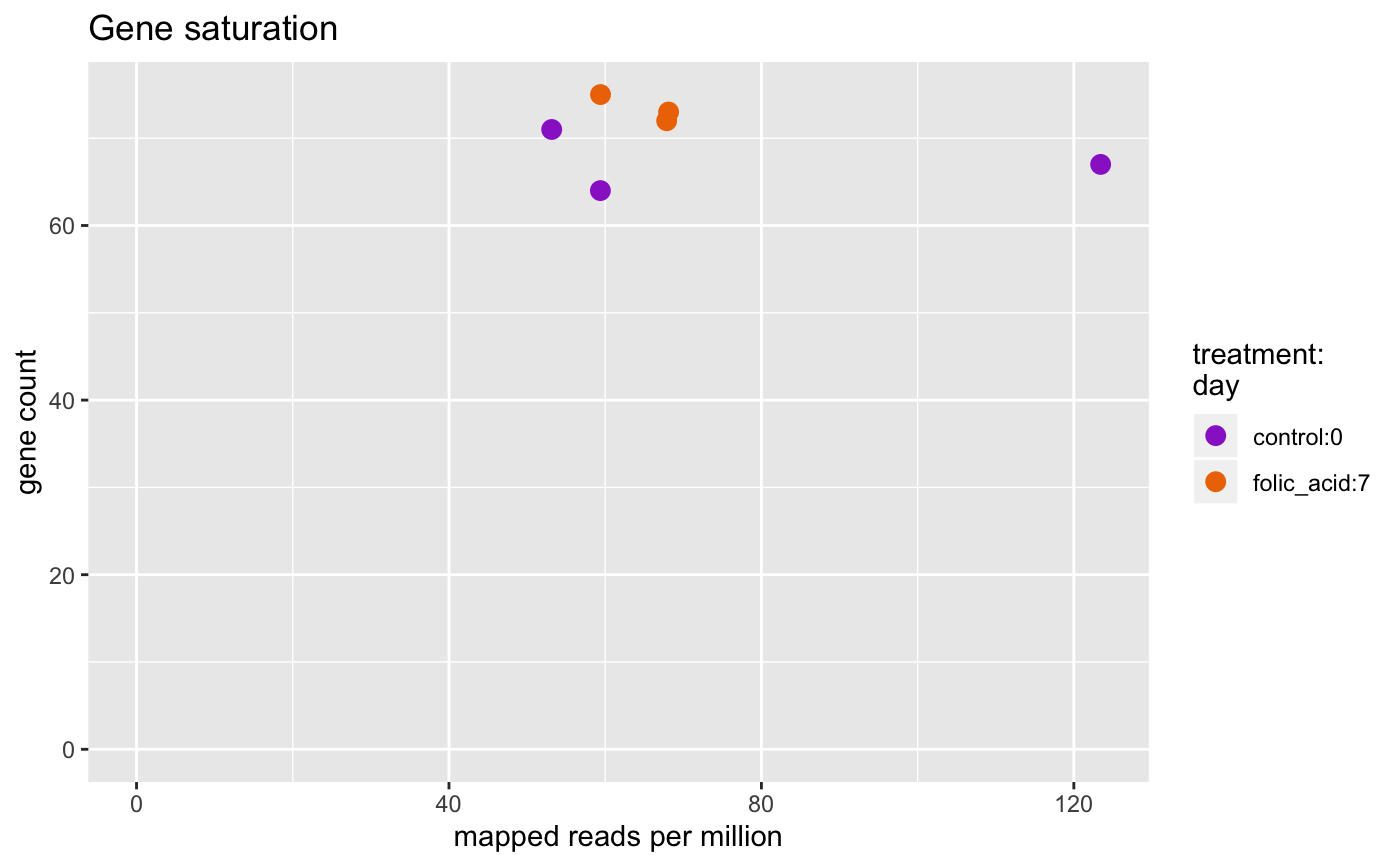 Gene saturation
60
40
20
0
gene count
0 40 80 120
mapped reads per million
treatment:
day
control:0
folic_acid:7